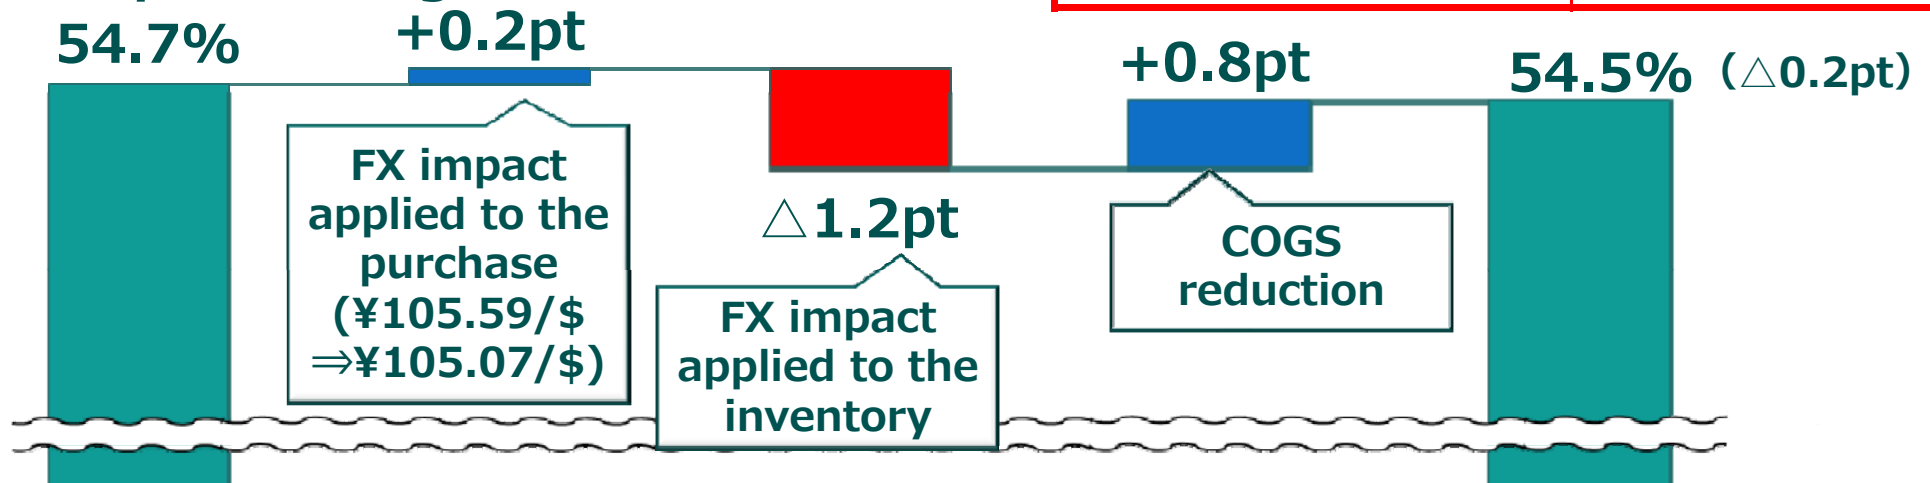 54.7%
+0.2pt
FX impact
applied to the
purchase
(¥105.59/$
⇒¥105.07/$)
△1.2pt
FX impact
applied to the
inventory
+0.8pt
COGS
reduction
54.5% (△0.2pt)